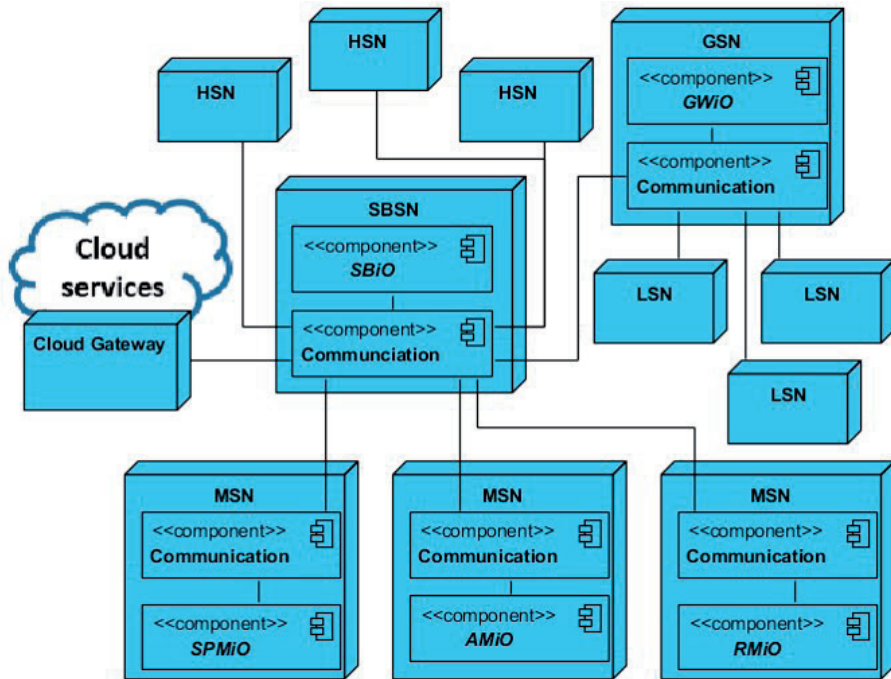 HSN
HSN
HSN
GSN
<<component>>
GWiO
<<component>>
Communication
SBSN
<<component>>
SBiO
<<component>>
Communciation
Cloud
services
Cloud Gateway
LSN
LSN
LSN
MSN
<<component>>
Communication
<<component>>
SPMiO
MSN
<<component>>
Communication
<<component>>
AMiO
MSN
<<component>>
Communication
<<component>>
RMiO